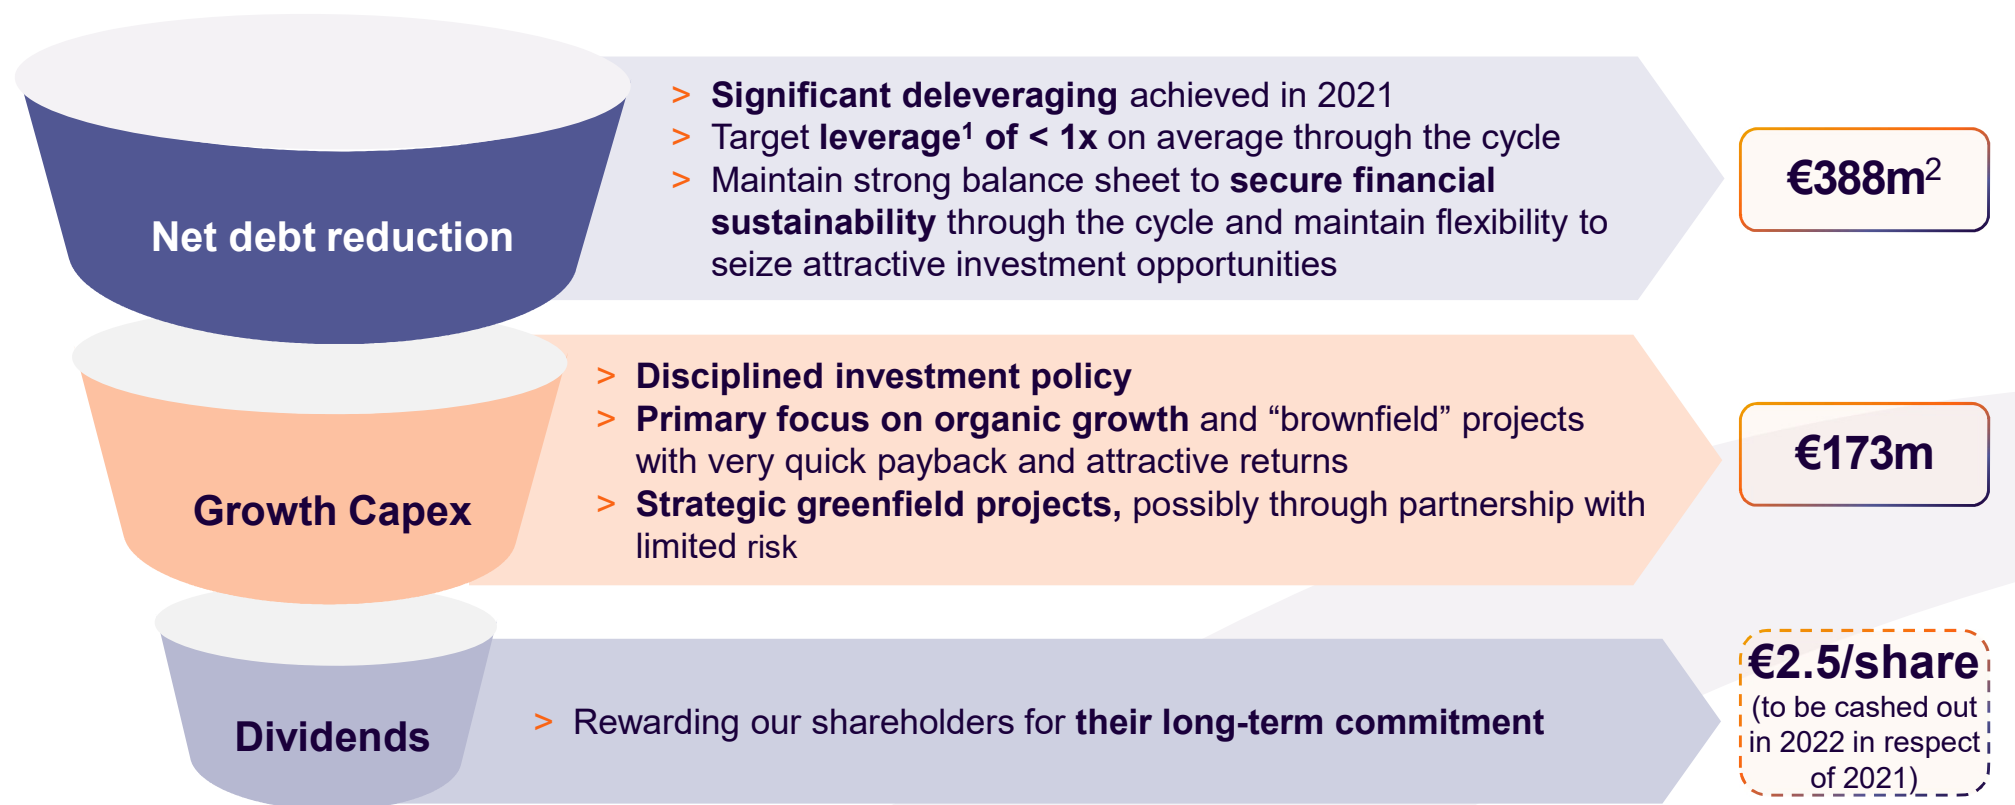 Net debt reduction
> Significant deleveraging achieved in 2021
> Target leverage¹ of < 1x on average through the cycle
> Maintain strong balance sheet to secure financial
sustainability through the cycle and maintain flexibility to
seize attractive investment opportunities
€388m²
Growth Capex
> Disciplined investment policy
> Primary focus on organic growth and “brownfield” projects
with very quick payback and attractive returns
> Strategic greenfield projects, possibly through partnership with
limited risk
€173m
Dividends
> Rewarding our shareholders for their long-term commitment
€2.5/share
(to be cashed out
in 2022 in respect
of 2021)